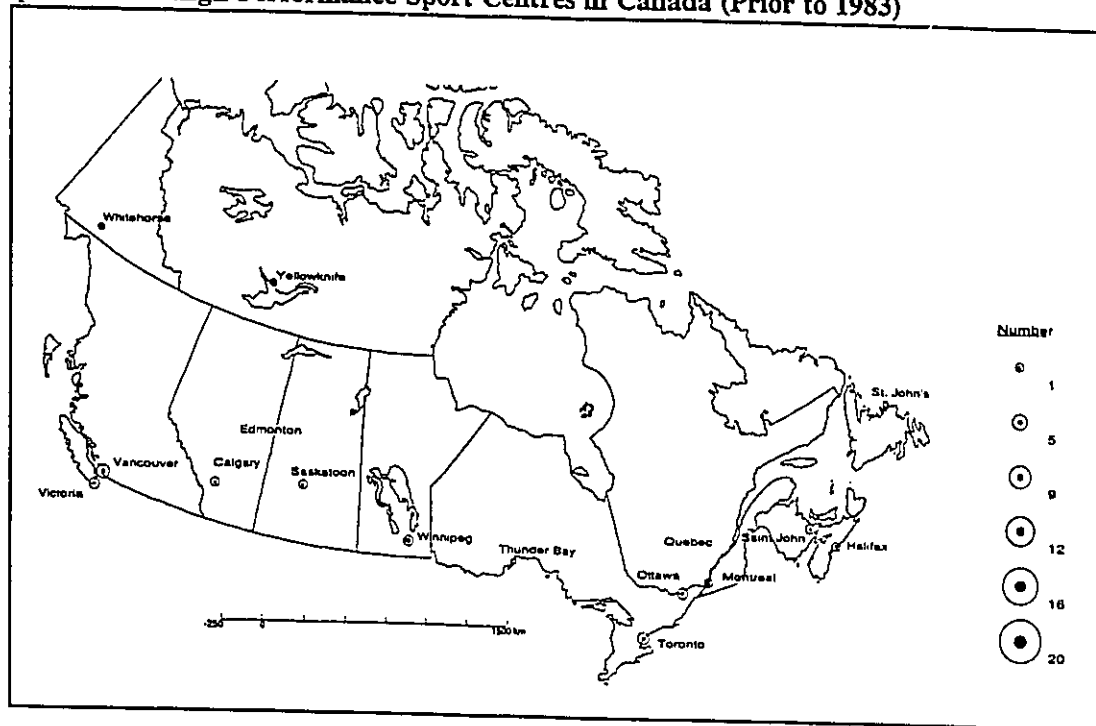 Performance Sport Centres in Canada (Prior to 1983)
Whitehorse
Yellowknife
Number
1
St. John's
5
Edmonton
Vancouver
Calgary
Saskatoon
9
Victoria
Winnipeg
12
Thunder Bay
Quebec
Saint John
Halifax
Ottawa
Montreal
16
-250
0
1500 km
Toronto
20